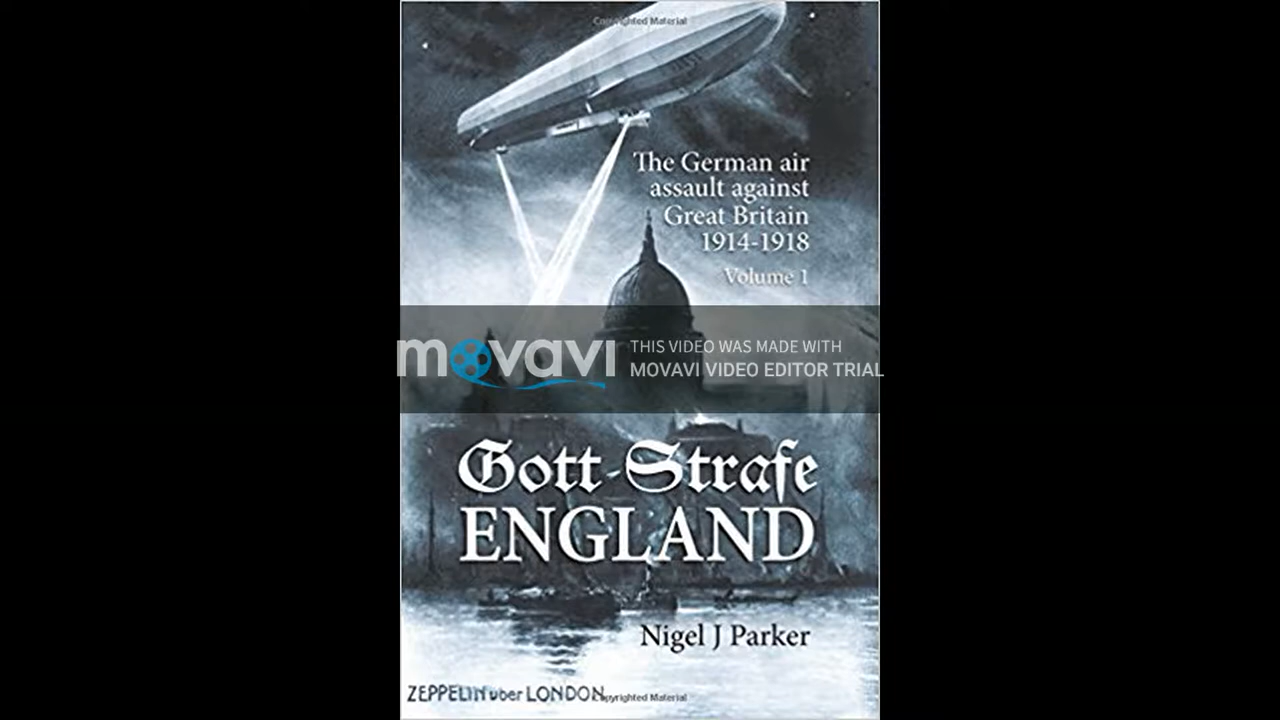 Copyrighted Material
The German air
assault against
Great Britain
1914-1918
Volume 1
movavi
THIS VIDEO WAS MADE WITH
MOVAVI VIDEO EDITOR TRIAL
Gott Strafe
ENGLAND
Nigel J Parker
ZEPPELIN über LONDON.
Copyrighted Material